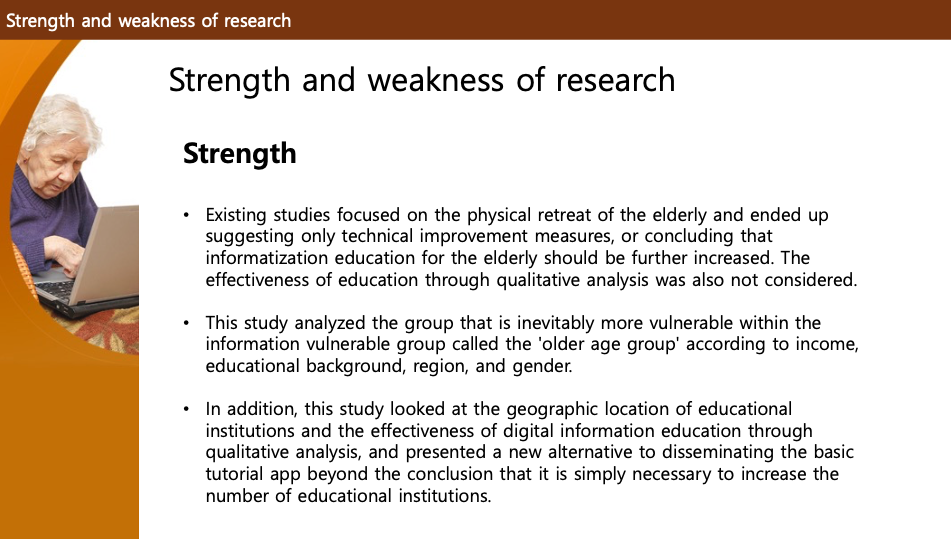 Strength and weakness of research
Strength and weakness of research
Strength
• Existing studies focused on the physical retreat of the elderly and ended up
suggesting only technical improvement measures, or concluding that
informatization education for the elderly should be further increased. The
effectiveness of education through qualitative analysis was also not considered.
• This study analyzed the group that is inevitably more vulnerable within the
information vulnerable group called the 'older age group' according to income,
educational background, region, and gender.
• In addition, this study looked at the geographic location of educational
institutions and the effectiveness of digital information education through
qualitative analysis, and presented a new alternative to disseminating the basic
tutorial app beyond the conclusion that it is simply necessary to increase the
number of educational institutions.